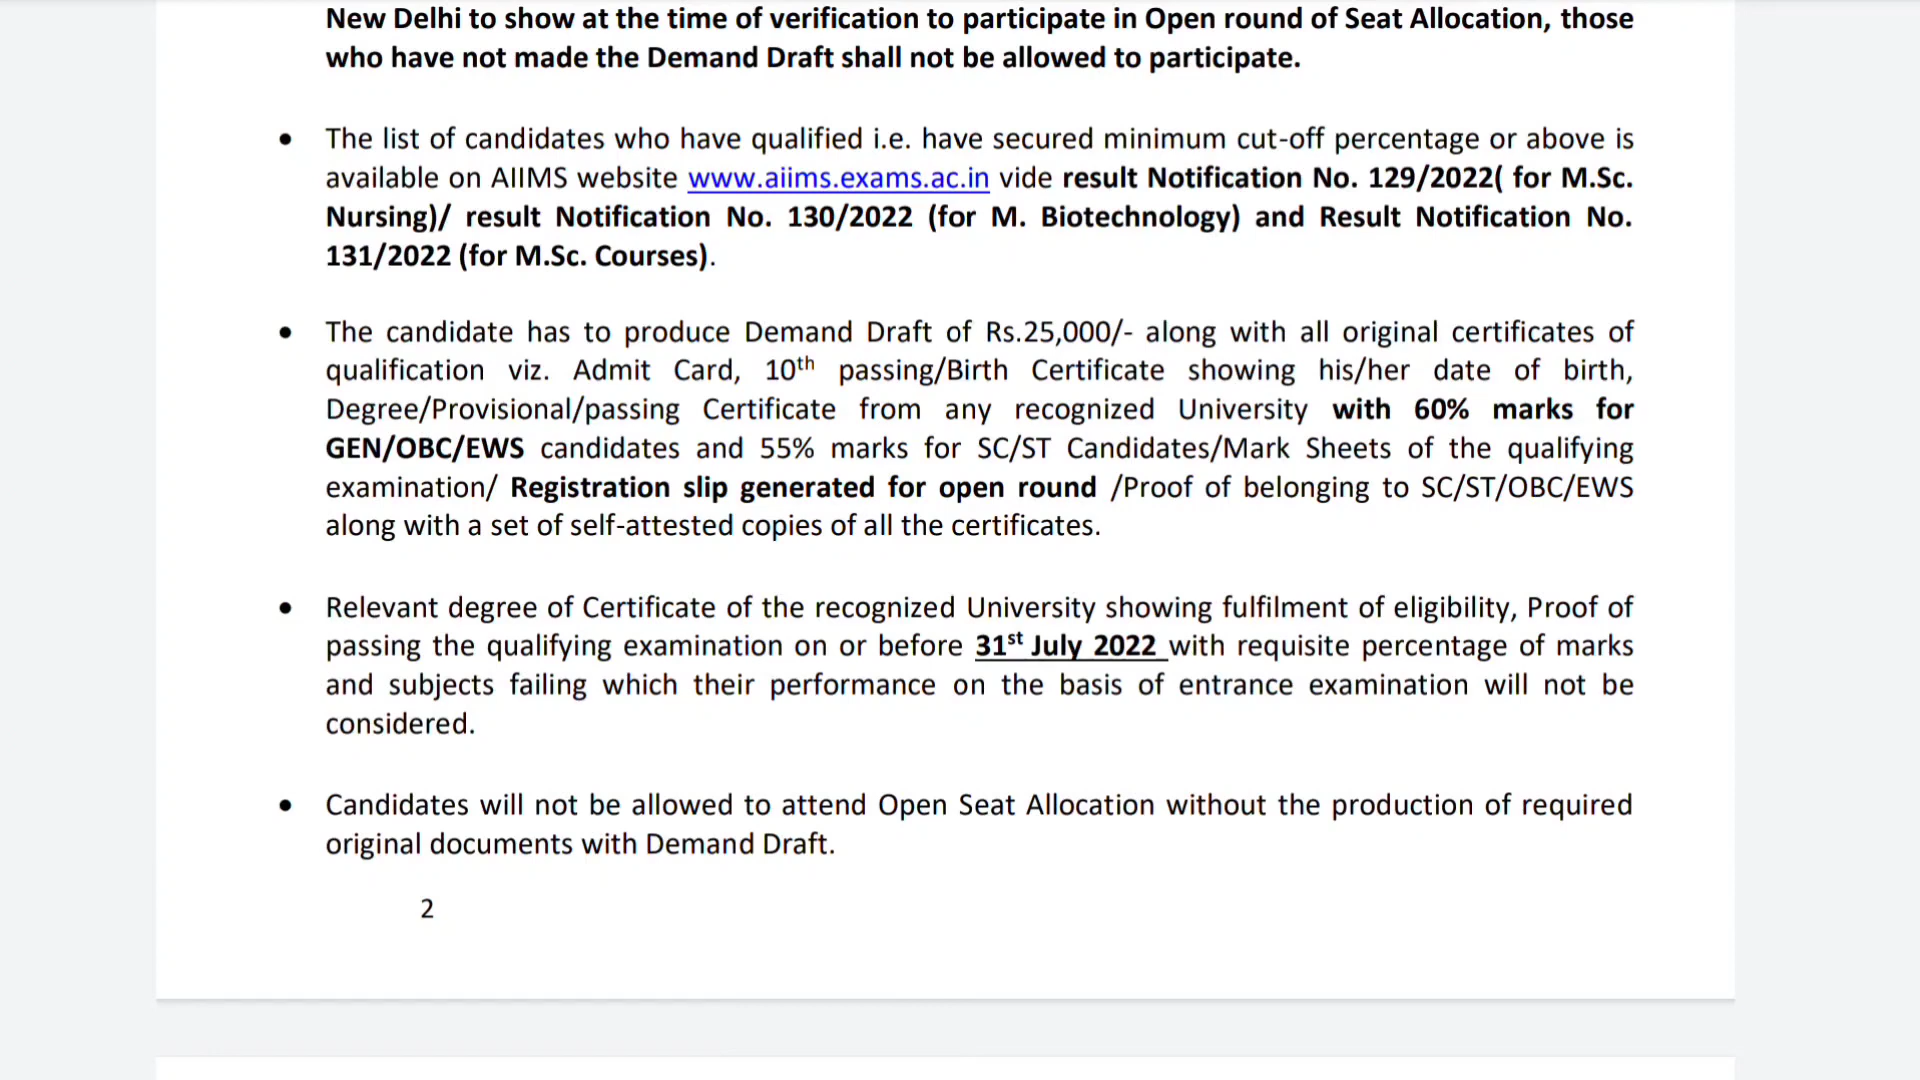 New Delhi to show at the time of verification to participate in Open round of Seat Allocation, those
who have not made the Demand Draft shall not be allowed to participate.
• The list of candidates who have qualified i.e. have secured minimum cut-off percentage or above is
available on AIIMS website www.aiims.exams.ac.in vide result Notification No. 129/2022( for M.Sc.
Nursing)/ result Notification No. 130/2022 (for M. Biotechnology) and Result Notification No.
131/2022 (for M.Sc. Courses).
• The candidate has to produce Demand Draft of Rs.25,000/- along with all original certificates of
qualification viz. Admit Card, 10th passing/Birth Certificate showing his/her date of birth,
Degree/Provisional/passing Certificate from any recognized University with 60% marks for
GEN/OBC/EWS candidates and 55% marks for SC/ST Candidates/Mark Sheets of the qualifying
examination/ Registration slip generated for open round /Proof of belonging to SC/ST/OBC/EWS
along with a set of self-attested copies of all the certificates.
• Relevant degree of Certificate of the recognized University showing fulfilment of eligibility, Proof of
passing the qualifying examination on or before 31st July 2022 with requisite percentage of marks
and subjects failing which their performance on the basis of entrance examination will not be
considered.
• Candidates will not be allowed to attend Open Seat Allocation without the production of required
original documents with Demand Draft.
2